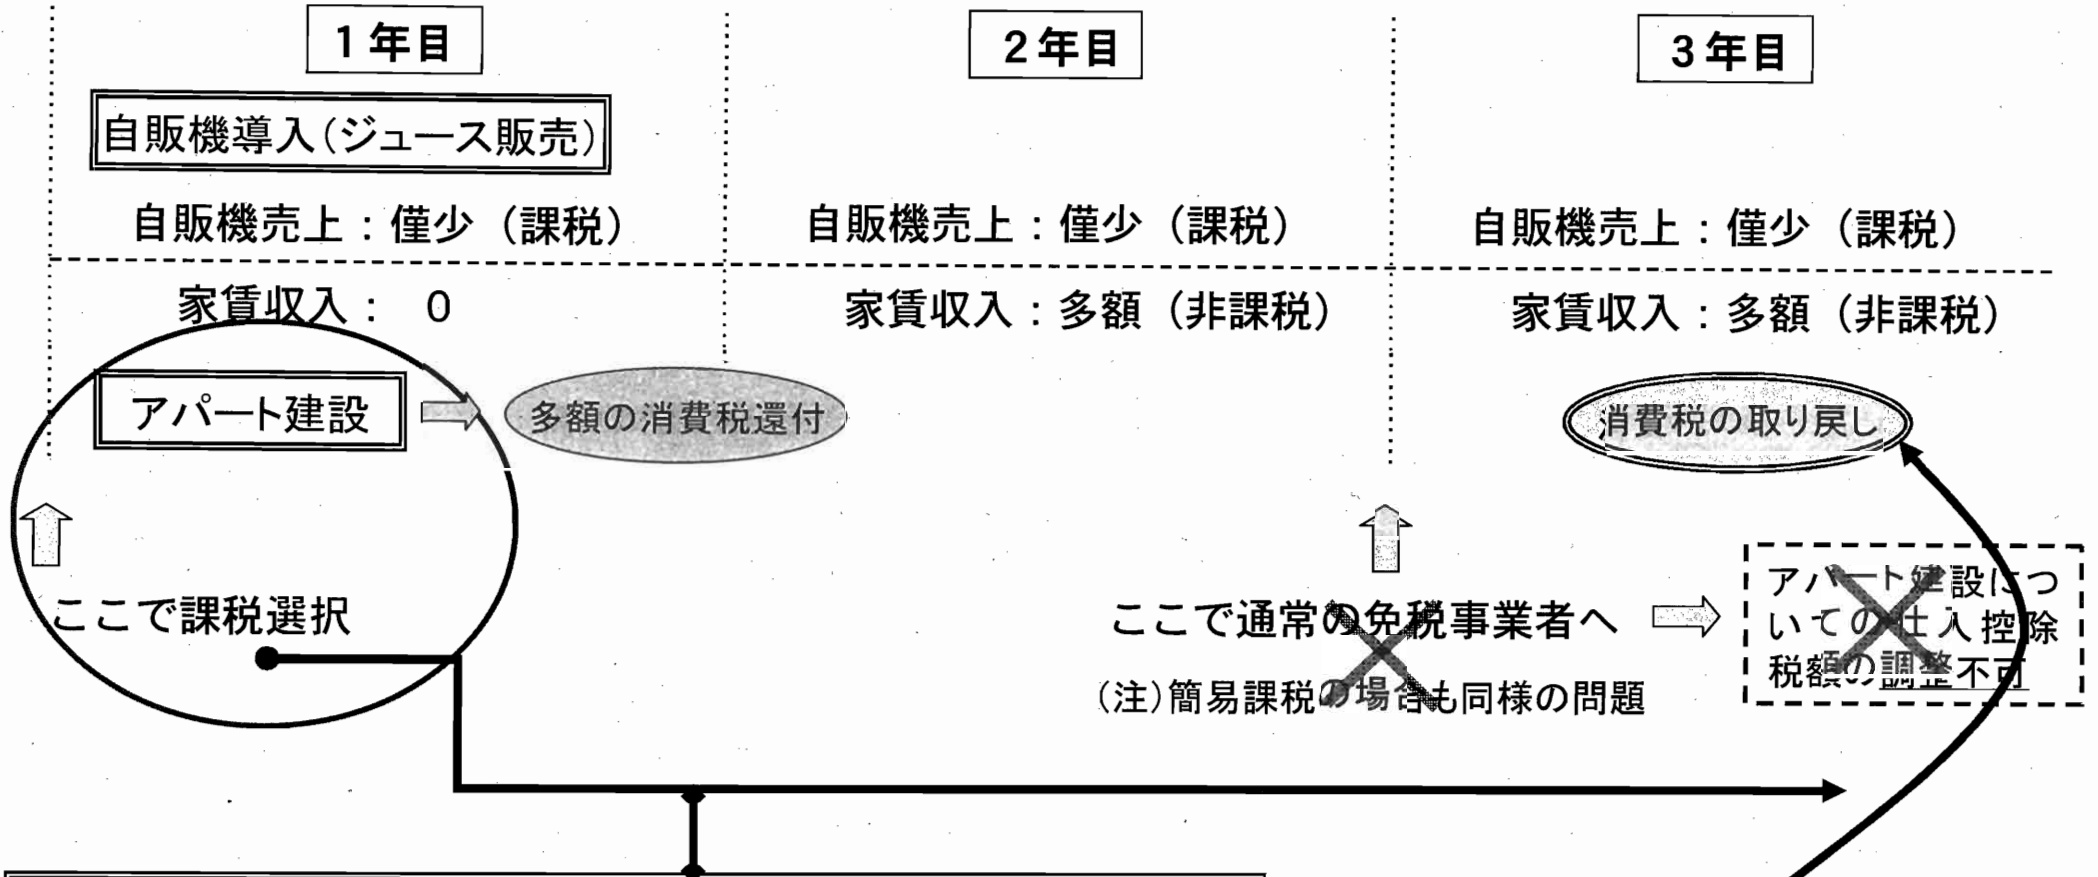 1年目
2年目
3年目
自販機導入(ジュース販売)
自販機売上:僅少(課税)
自販機売上:僅少(課税)
自販機売上:僅少(課税)
家賃収入: 0
家賃収入:多額(非課税)
家賃収入:多額(非課税)
アパート建設
多額の消費税還付
消費税の取り戻し
ここで課税選択
ここで通常の免税事業者へ
(注)簡易課税の場合も同様の問題
アパート建設につ
いての仕入控除
税額の調整不可